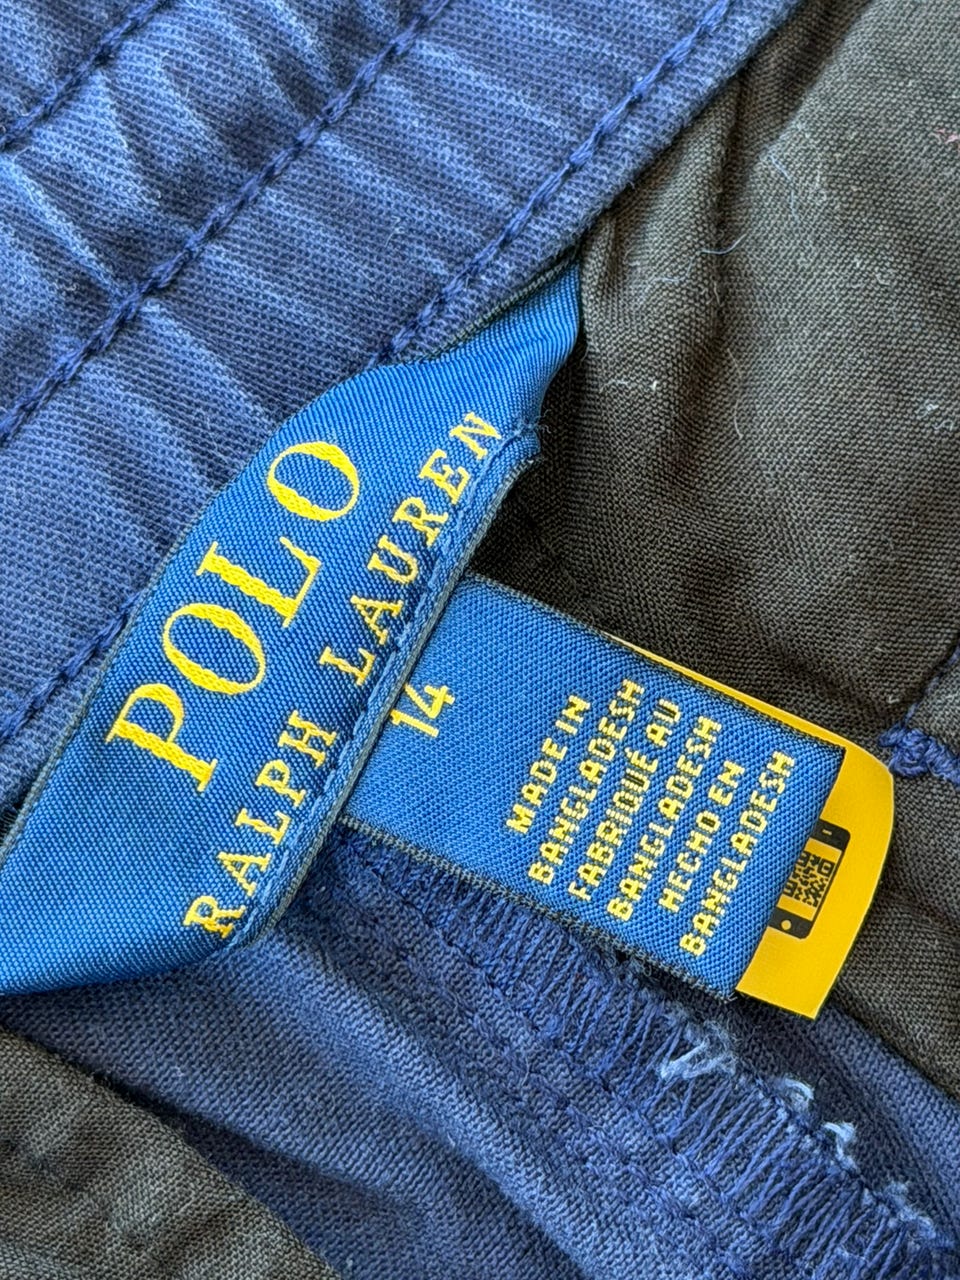 POLO
RALPH LAUREN
14
MADE IN
BANGLADESH
FABRIQUÉ AU
BANGLADESH
HECHO EN
BANGLADESH